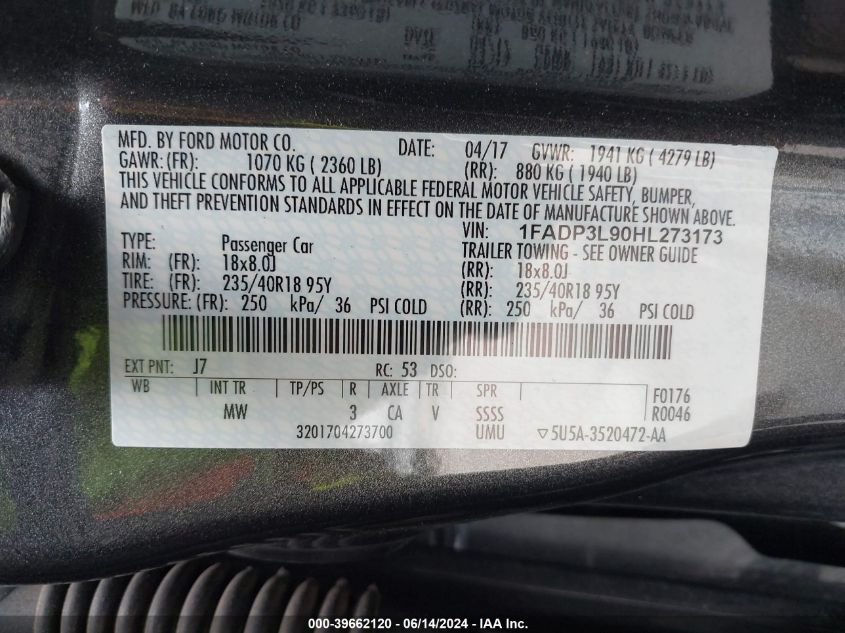 MFD. BY FORD MOTOR CO. DATE: 04/17 GVWR: 1941 KG ( 4279 LB)
GAWR: (FR): 1070 KG ( 2360 LB) (RR): 880 KG ( 1940 LB)
THIS VEHICLE CONFORMS TO ALL APPLICABLE FEDERAL MOTOR VEHICLE SAFETY, BUMPER,
AND THEFT PREVENTION STANDARDS IN EFFECT ON THE DATE OF MANUFACTURE SHOWN ABOVE.
VIN: 1FADP3L90HL273173
TYPE: Passenger Car TRAILER TOWING - SEE OWNER GUIDE
RIM: (FR): 18x8.0J (RR): 18x8.0J
TIRE: (FR): 235/40R18 95Y (RR): 235/40R18 95Y
PRESSURE: (FR): 250 kPa/ 36 PSI COLD (RR): 250 kPa/ 36 PSI COLD
EXT PNT: J7 RC: 53 DSO:
WB INT TR TP/PS R AXLE TR SPR F0176
MW 3 CA V SSSS R0046
3201704273700 UMU ▽5U5A-3520472-AA
000-39662120 - 06/14/2024 - IAA Inc.